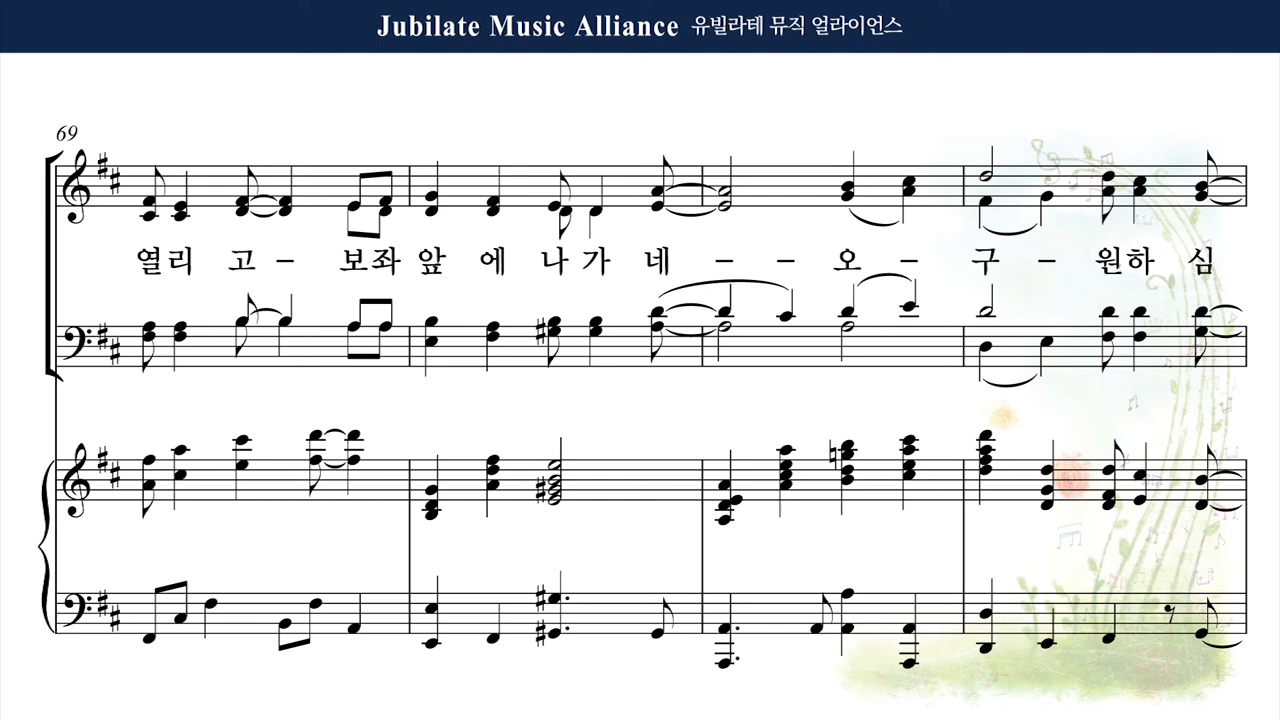 Jubilate Music Alliance 유빌라테 뮤직 얼라이언스
69
열리 고 – 보좌 앞 에 나 가 네 – – 오 – 구 – 원하 심